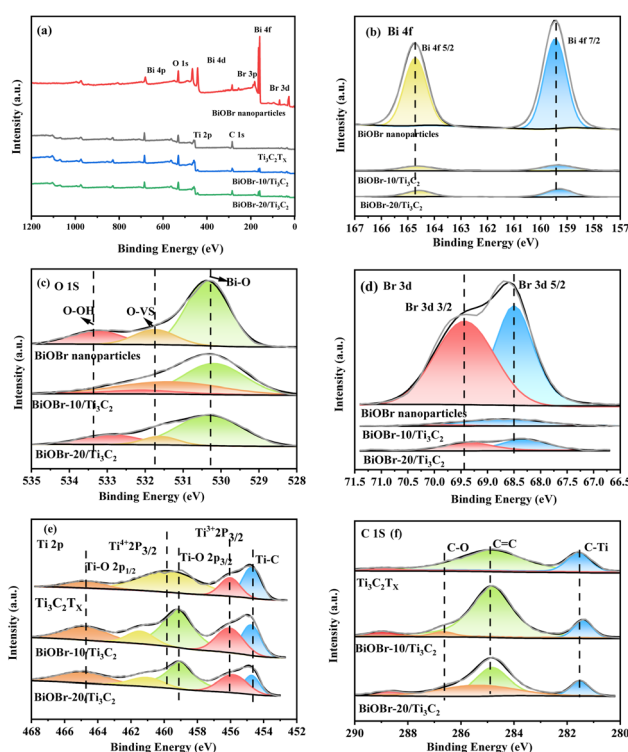 (a)
Bi 4f
O 1s
Bi 4d
Bi 4p
Br 3p
Br 3d
BiOBr nanoparticles
Ti 2p
C 1s
Ti₃C₂Tₓ
BiOBr-10/Ti₃C₂
BiOBr-20/Ti₃C₂
Intensity (a.u.)
1200 1000 800 600 400 200 0
Binding Energy (eV)
(b) Bi 4f
Bi 4f 5/2
Bi 4f 7/2
BiOBr nanoparticles
BiOBr-10/Ti₃C₂
BiOBr-20/Ti₃C₂
Intensity (a.u.)
167 166 165 164 163 162 161 160 159 158 157
Binding Energy (eV)
(c) O 1S
Bi-O
O-OH
O-VS
BiOBr nanoparticles
BiOBr-10/Ti₃C₂
BiOBr-20/Ti₃C₂
Intensity (a.u.)
535 534 533 532 531 530 529 528
Binding Energy (eV)
(d) Br 3d
Br 3d 5/2
Br 3d 3/2
BiOBr nanoparticles
BiOBr-10/Ti₃C₂
BiOBr-20/Ti₃C₂
Intensity (a.u.)
71.5 71.0 70.5 70.0 69.5 69.0 68.5 68.0 67.5 67.0 66.5
Binding Energy (eV)
(e)
Ti 2p
Ti⁴⁺2P₃/₂
Ti³⁺2P₃/₂
Ti-O 2p₁/₂
Ti-O 2p₃/₂
Ti-C
Ti₃C₂Tₓ
BiOBr-10/Ti₃C₂
BiOBr-20/Ti₃C₂
Intensity (a.u.)
468 466 464 462 460 458 456 454 452
Binding Energy (eV)
C 1S (f)
C-O
C=C
C-Ti
Ti₃C₂Tₓ
BiOBr-10/Ti₃C₂
BiOBr-20/Ti₃C₂
Intensity (a.u.)
290 288 286 284 282 280
Binding Energy (eV)